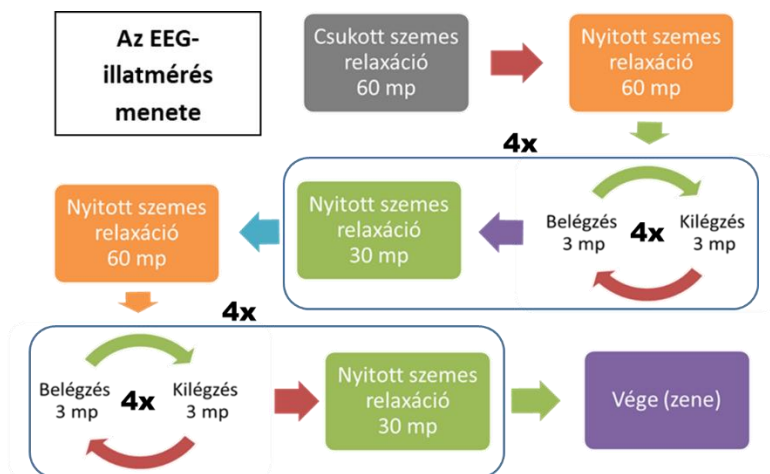 Az EEG-
illatmérés
menete
Csukott szemes
relaxáció
60 mp
Nyitott szemes
relaxáció
60 mp
4x
Belégzés
3 mp
4x
Kilégzés
3 mp
Nyitott szemes
relaxáció
30 mp
Nyitott szemes
relaxáció
60 mp
4x
Belégzés
3 mp
4x
Kilégzés
3 mp
Nyitott szemes
relaxáció
30 mp
Vége (zene)